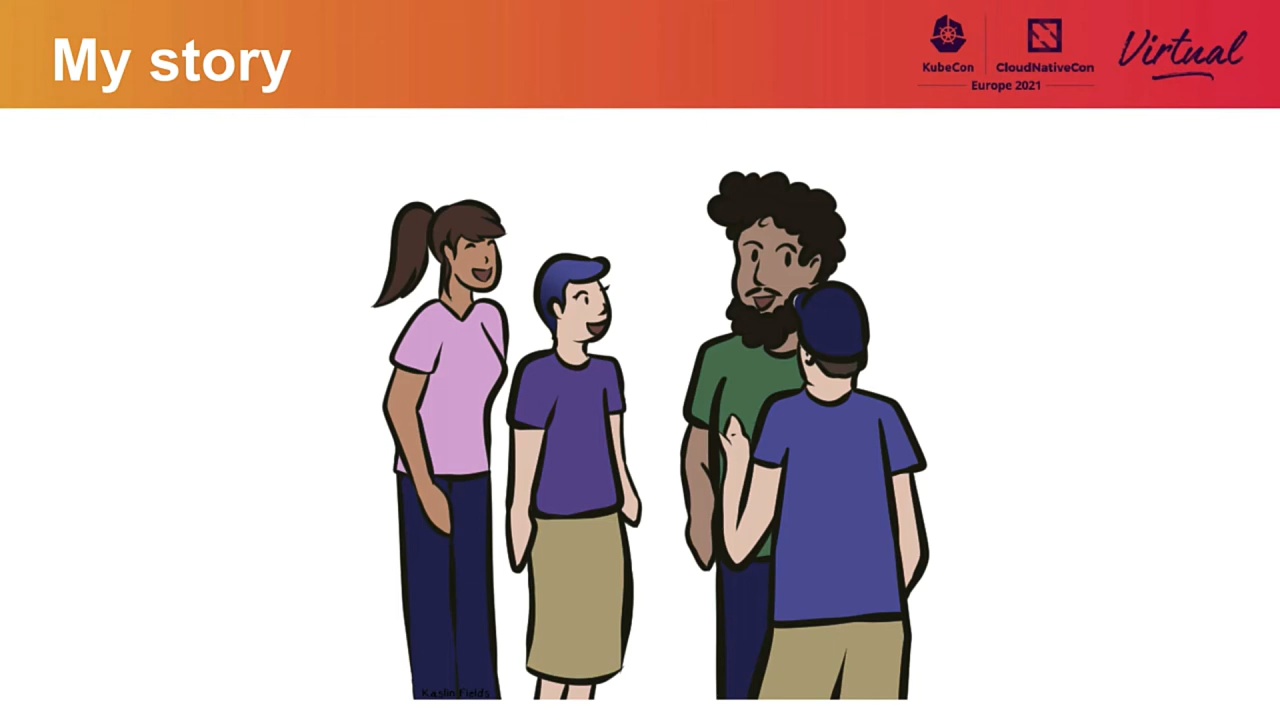 My story
KubeCon
CloudNativeCon
Europe 2021
Virtual
Kaslin Fields